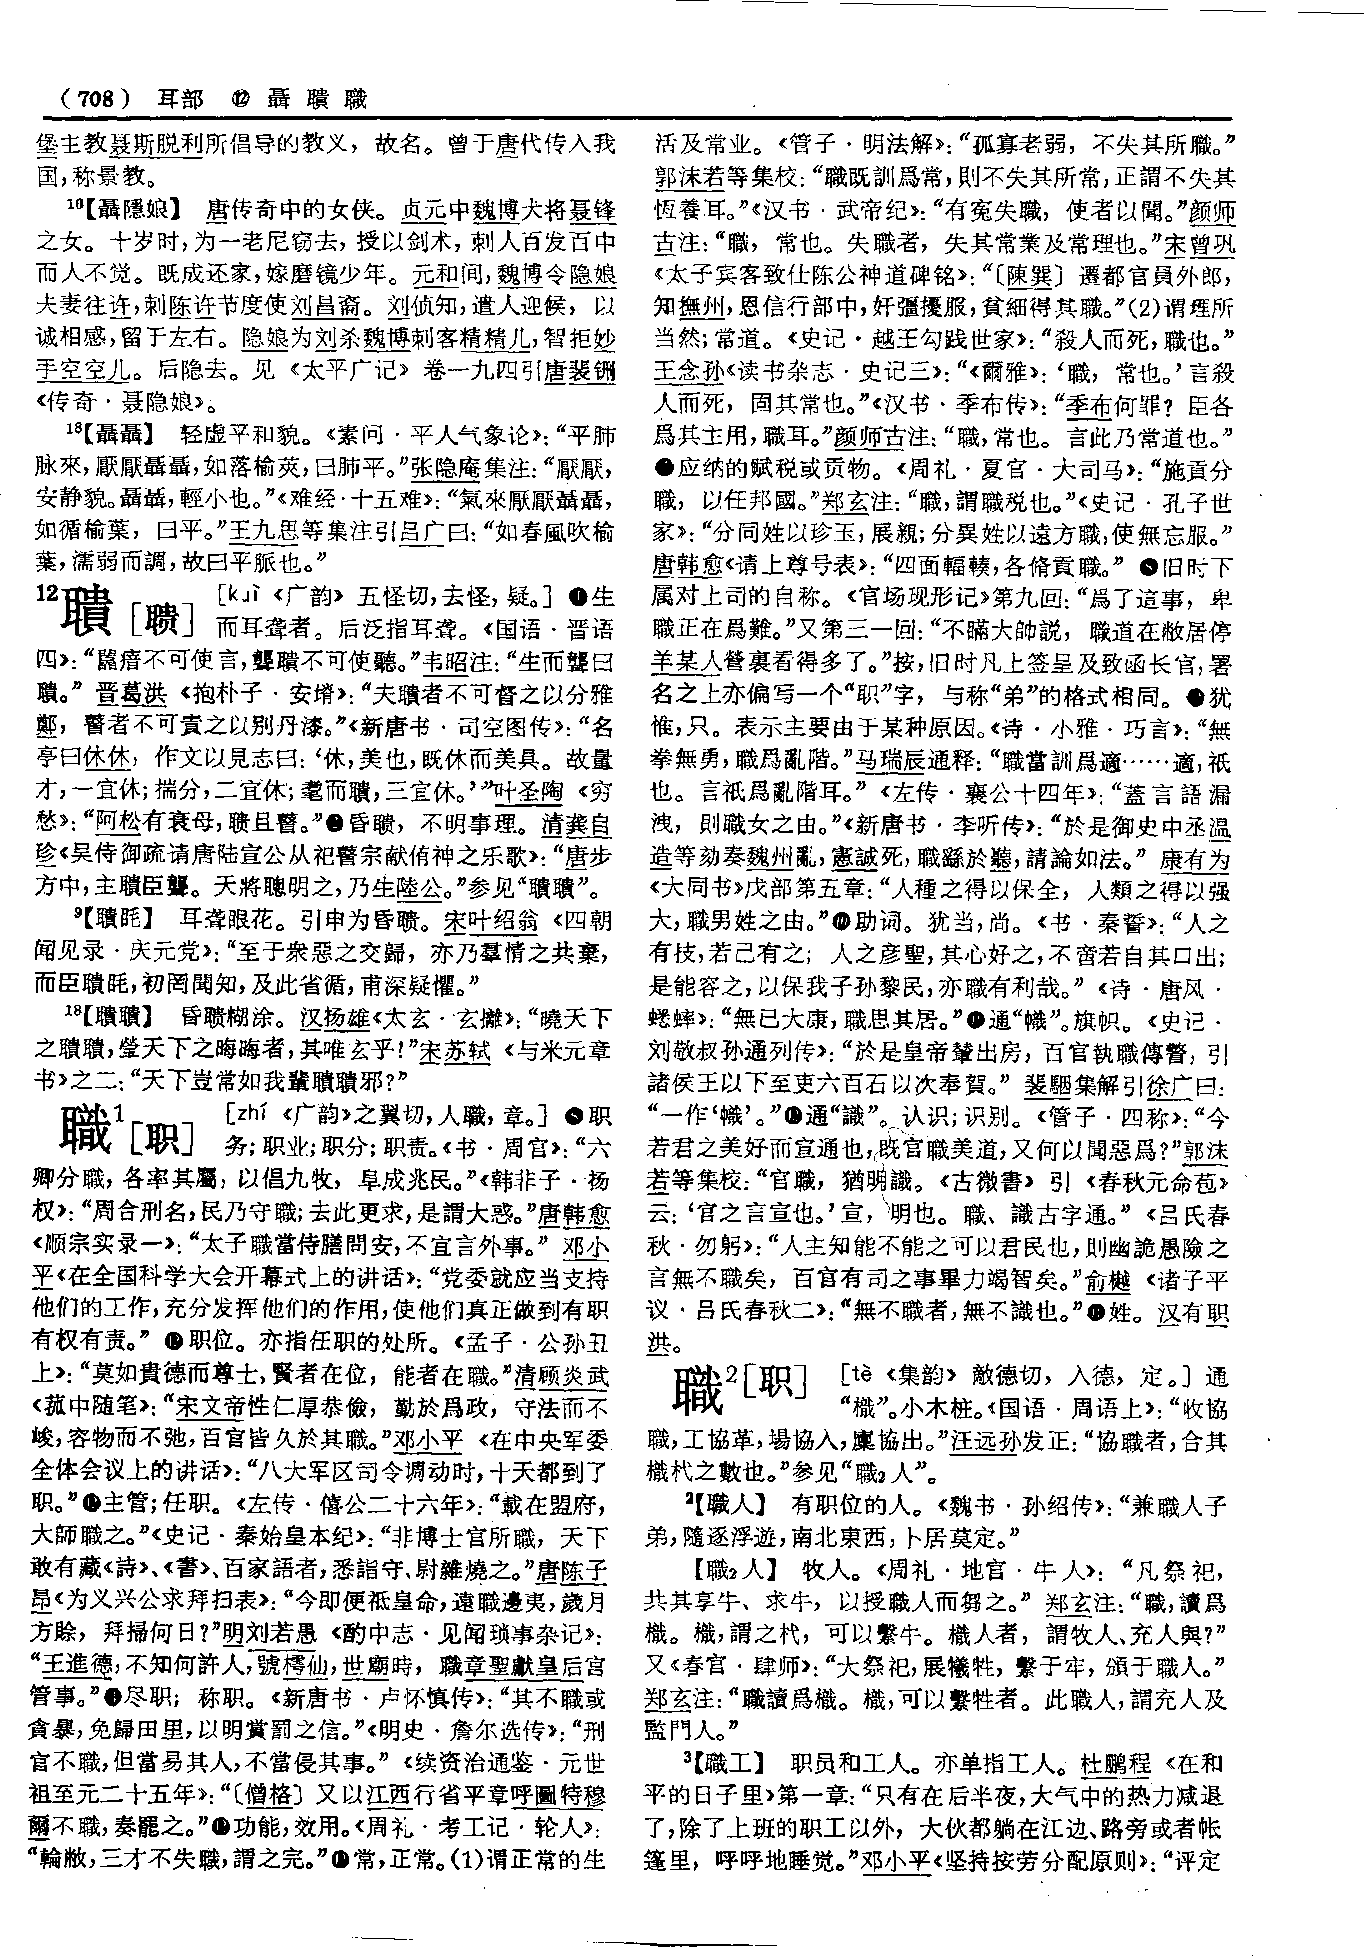 （708） 耳部 ⑫ 聶 聵 職
堡主教聂斯脱利所倡导的教义，故名。曾于唐代传入我
国，称景教。
16【聶隱娘】 唐传奇中的女侠。贞元中魏博大将聂锋
之女。十岁时，为一老尼窃去，授以剑术，刺人百发百中
而人不觉。既成还家，嫁磨镜少年。元和间，魏博令隐娘
夫妻往许，刺陈许节度使刘昌裔。刘侦知，遣人迎候，以
诚相感，留于左右。隐娘为刘杀魏博刺客精精儿，智拒妙
手空空儿。后隐去。见《太平广记》卷一九四引唐裴铏
《传奇·聂隐娘》。
18【聶聶】 轻虚平和貌。《素问·平人气象论》：“平肺
脉來，厭厭聶聶，如落榆莢，曰肺平。”张隐庵集注：“厭厭，
安静貌。聶聶，輕小也。”《难经·十五难》：“氣來厭厭聶聶，
如循榆葉，曰平。”王九思等集注引吕广曰：“如春風吹榆
葉，濡弱而調，故曰平脈也。”
12聵［聩］ ［kuì《广韵》五怪切，去怪，疑。］ ❶生
而耳聋者。后泛指耳聋。《国语·晋语
四》：“嚚瘖不可使言，聾聵不可使聽。”韦昭注：“生而聾曰
聵。”晋葛洪《抱朴子·安塉》：“夫聵者不可督之以分雅
鄭，瞽者不可責之以别丹漆。”《新唐书·司空图传》：“名
亭曰休休，作文以見志曰：‘休，美也，既休而美具。故量
才，一宜休；揣分，二宜休；耄而聵，三宜休。’”叶圣陶《穷
愁》：“阿松有衰母，聩且瞽。”❷昏聩，不明事理。清龚自
珍《吴侍御疏请唐陆宣公从祀瞽宗献侑神之乐歌》：“唐步
方中，主聵臣聾。天將聰明之，乃生陸公。”参见“聵聵”。
9【聵眊】 耳聋眼花。引申为昏聩。宋叶绍翁《四朝
闻见录·庆元党》：“至于衆惡之交歸，亦乃羣情之共棄，
而臣聵眊，初罔聞知，及此省循，甫深疑懼。”
18【聵聵】 昏聩糊涂。汉扬雄《太玄·玄攡》：“曉天下
之聵聵，瑩天下之晦晦者，其唯玄乎！”宋苏轼《与米元章
书》之二：“天下豈常如我輩聵聵邪？”
職1［职］ ［zhí《广韵》之翼切，入職，章。］ ❶职
务；职业；职分；职责。《书·周官》：“六
卿分職，各率其屬，以倡九牧，阜成兆民。”《韩非子·扬
权》：“周合刑名，民乃守職；去此更求，是謂大惑。”唐韩愈
《顺宗实录一》：“太子職當侍膳問安，不宜言外事。”邓小
平《在全国科学大会开幕式上的讲话》：“党委就应当支持
他们的工作，充分发挥他们的作用，使他们真正做到有职
有权有责。”❷职位。亦指任职的处所。《孟子·公孙丑
上》：“莫如貴德而尊士，賢者在位，能者在職。”清顾炎武
《菰中随笔》：“宋文帝性仁厚恭儉，勤於爲政，守法而不
峻，容物而不弛，百官皆久於其職。”邓小平《在中央军委
全体会议上的讲话》：“八大军区司令调动时，十天都到了
职。”❸主管；任职。《左传·僖公二十六年》：“載在盟府，
大師職之。”《史记·秦始皇本纪》：“非博士官所職，天下
敢有藏《詩》、《書》、百家語者，悉詣守、尉雜燒之。”唐陈子
昂《为义兴公求拜扫表》：“今即便祗皇命，遠職邊夷，歲月
方賒，拜掃何日？”明刘若愚《酌中志·见闻琐事杂记》：
“王進德，不知何許人，號樗仙，世廟時，職章聖獻皇后宫
管事。”❹尽职；称职。《新唐书·卢怀慎传》：“其不職或
貪暴，免歸田里，以明賞罰之信。”《明史·詹尔选传》：“刑
官不職，但當易其人，不當侵其事。”《续资治通鉴·元世
祖至元二十五年》：“〔僧格〕又以江西行省平章呼圖特穆
爾不職，奏罷之。”❺功能，效用。《周礼·考工记·轮人》：
“輪敝，三才不失職，謂之完。”❻常，正常。（1）谓正常的生
活及常业。《管子·明法解》：“孤寡老弱，不失其所職。”
郭沫若等集校：“職既訓爲常，則不失其所常，正謂不失其
恆養耳。”《汉书·武帝纪》：“有冤失職，使者以聞。”颜师
古注：“職，常也。失職者，失其常業及常理也。”宋曾巩
《太子宾客致仕陈公神道碑铭》：“〔陳巽〕遷都官員外郎，
知撫州，恩信行部中，奸彊擾服，貧細得其職。”（2）谓理所
当然；常道。《史记·越王勾践世家》：“殺人而死，職也。”
王念孙《读书杂志·史记三》：“《爾雅》：‘職，常也。’言殺
人而死，固其常也。”《汉书·季布传》：“季布何罪？臣各
爲其主用，職耳。”颜师古注：“職，常也。言此乃常道也。”
❼应纳的赋税或贡物。《周礼·夏官·大司马》：“施貢分
職，以任邦國。”郑玄注：“職，謂職税也。”《史记·孔子世
家》：“分同姓以珍玉，展親；分異姓以遠方職，使無忘服。”
唐韩愈《请上尊号表》：“四面輻輳，各脩貢職。”❽旧时下
属对上司的自称。《官场现形记》第九回：“爲了這事，卑
職正在爲難。”又第三一回：“不瞞大帥説，職道在敝居停
羊某人營裏看得多了。”按，旧时凡上签呈及致函长官，署
名之上亦偏写一个“职”字，与称“弟”的格式相同。❾犹
惟，只。表示主要由于某种原因。《诗·小雅·巧言》：“無
拳無勇，職爲亂階。”马瑞辰通释：“職當訓爲適……適，祇
也。言祇爲亂階耳。”《左传·襄公十四年》：“蓋言語漏
洩，則職女之由。”《新唐书·李听传》：“於是御史中丞温
造等劾奏魏州亂，憲誠死，職繇於聽，請論如法。”康有为
《大同书》戊部第五章：“人種之得以保全，人類之得以强
大，職男姓之由。”❿助词。犹当，尚。《书·秦誓》：“人之
有技，若己有之；人之彦聖，其心好之，不啻若自其口出；
是能容之，以保我子孙黎民，亦職有利哉。”《诗·唐风·
蟋蟀》：“無已大康，職思其居。”⓫通“幟”。旗帜。《史记·
刘敬叔孙通列传》：“於是皇帝輦出房，百官執職傳警，引
諸侯王以下至吏六百石以次奉賀。”裴駰集解引徐广曰：
“一作‘幟’。”⓬通“識”。认识；识别。《管子·四称》：“今
若君之美好而宣通也，既官職美道，又何以聞惡爲？”郭沫
若等集校：“官職，猶明識。《古微書》引《春秋元命苞》
云：‘官之言宣也。’宣，明也。職、識古字通。”《吕氏春
秋·勿躬》：“人主知能不能之可以君民也，則幽詭愚險之
言無不職矣，百官有司之事畢力竭智矣。”俞樾《诸子平
议·吕氏春秋二》：“無不職者，無不識也。”⓭姓。汉有职
洪。
職2［职］ ［tè《集韵》敵德切，入德，定。］通
“樴”。小木桩。《国语·周语上》：“收協
職，工協革，場協入，廩協出。”汪远孙发正：“協職者，合其
樴杙之數也。”参见“職2人”。
2【職人】 有职位的人。《魏书·孙绍传》：“兼職人子
弟，隨逐浮遊，南北東西，卜居莫定。”
【職2人】 牧人。《周礼·地官·牛人》：“凡祭祀，
共其享牛、求牛，以授職人而芻之。”郑玄注：“職，讀爲
樴。樴，謂之杙，可以繫牛。樴人者，謂牧人、充人與？”
又《春官·肆师》：“大祭祀，展犧牲，繫于牢，頒于職人。”
郑玄注：“職讀爲樴。樴，可以繫牲者。此職人，謂充人及
監門人。”
3【職工】 职员和工人。亦单指工人。杜鹏程《在和
平的日子里》第一章：“只有在后半夜，大气中的热力减退
了，除了上班的职工以外，大伙都躺在江边、路旁或者帐
篷里，呼呼地睡觉。”邓小平《坚持按劳分配原则》：“评定